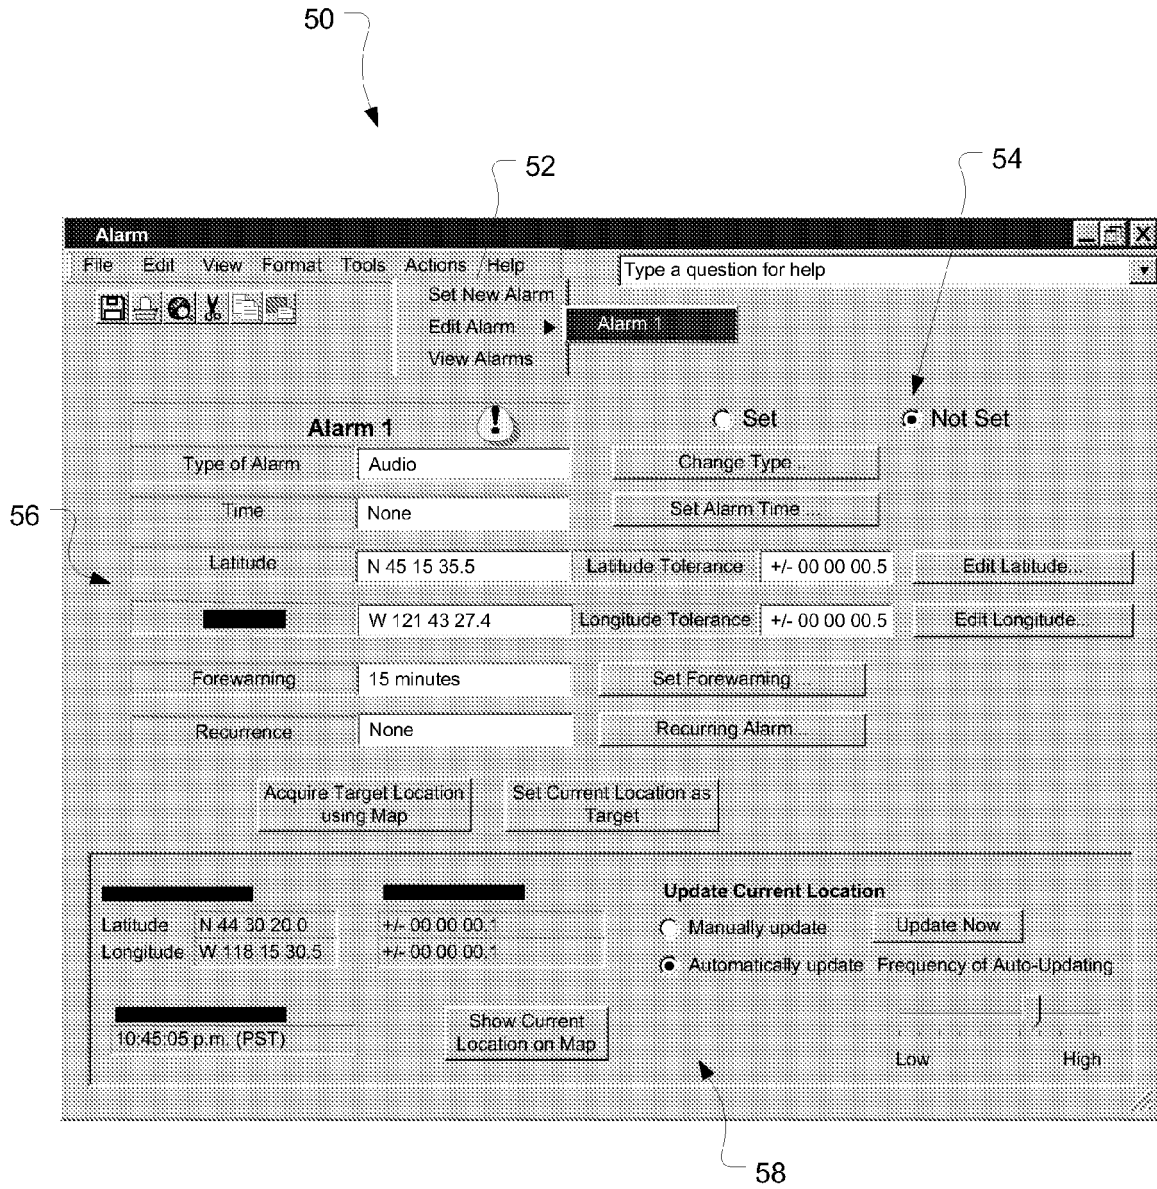 50
52
54
Alarm
File Edit View Format Tools Actions Help
Type a question for help
Set New Alarm
Edit Alarm
Alarm 1
View Alarms
Alarm 1
!
Set
Not Set
Type of Alarm
Audio
Change Type ...
56
Time
None
Set Alarm Time ...
Latitude
N 45 15 35.5
Latitude Tolerance
+/- 00 00 00.5
Edit Latitude...
W 121 43 27.4
Longitude Tolerance
+/- 00 00 00.5
Edit Longitude...
Forewarning
15 minutes
Set Forewarning ...
Recurrence
None
Recurring Alarm...
Acquire Target Location
using Map
Set Current Location as
Target
Update Current Location
Latitude N 44 30 20.0
+/- 00 00 00.1
Manually update
Update Now
Longitude W 118 15 30.5
+/- 00 00 00.1
Automatically update
Frequency of Auto-Updating
10:45:05 p.m. (PST)
Show Current
Location on Map
Low
High
58